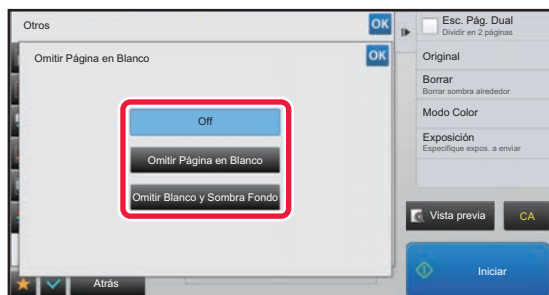 Otros
OK
Omitir Página en Blanco
OK
Off
Omitir Página en Blanco
Omitir Blanco y Sombra Fondo
Atrás
Esc. Pág. Dual
Dividir en 2 páginas
Original
Borrar
Borrar sombra alrededor
Modo Color
Exposición
Especifique expos. a enviar
Vista previa
CA
Iniciar